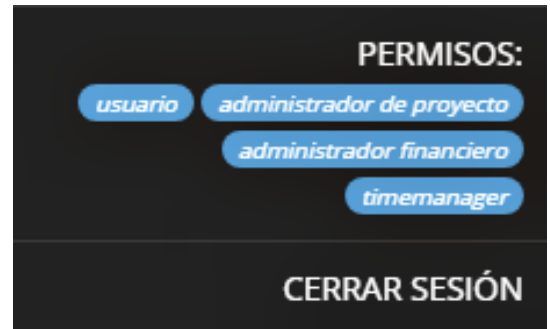 PERMISOS:
usuario administrador de proyecto
administrador financiero
timemanager
CERRAR SESIÓN